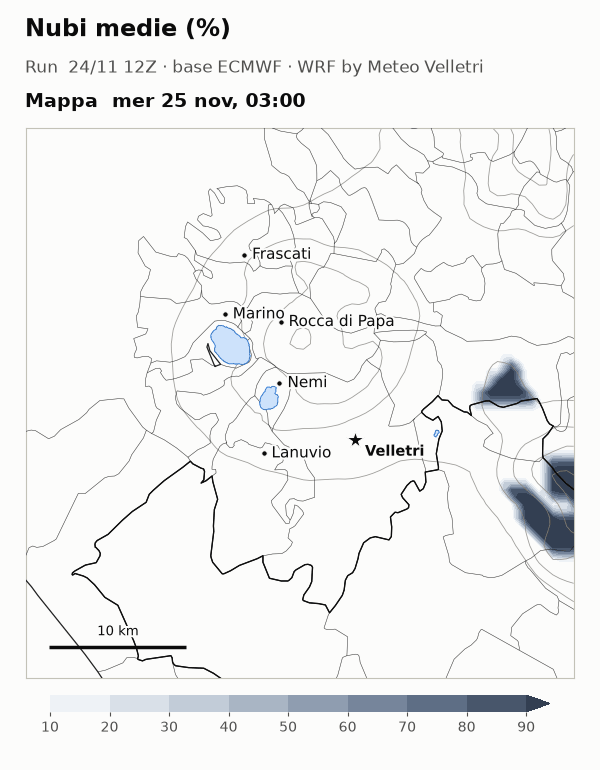 Nubi medie (%)
Run  24/11 12Z · base ECMWF · WRF by Meteo Velletri
Mappa  mer 25 nov, 03:00
Frascati
Marino
Rocca di Papa
Nemi
Velletri
Lanuvio
10 km
10 20 30 40 50 60 70 80 90